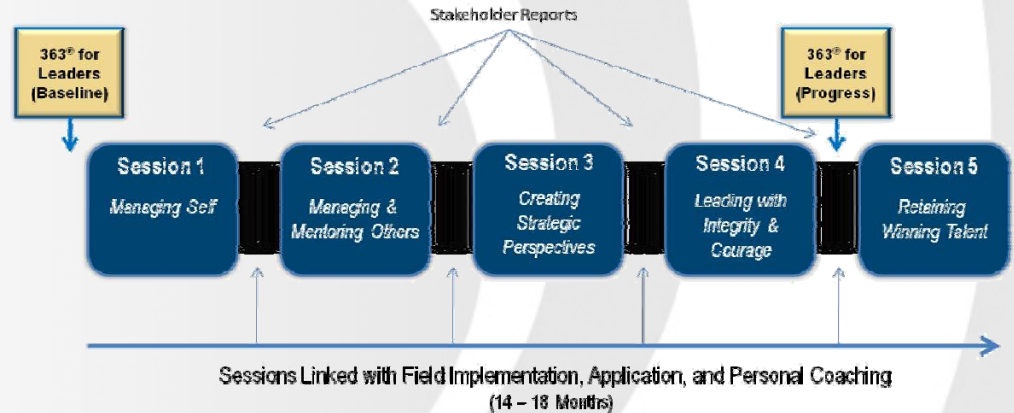 Stakeholder Reports
363® for
Leaders
(Baseline)
363® for
Leaders
(Progress)
Session 1
Managing Self
Session 2
Managing &
Mentoring Others
Session 3
Creating
Strategic
Perspectives
Session 4
Leading with
Integrity &
Courage
Session 5
Retaining
Winning Talent
Sessions Linked with Field Implementation, Application, and Personal Coaching
(14 – 18 Months)